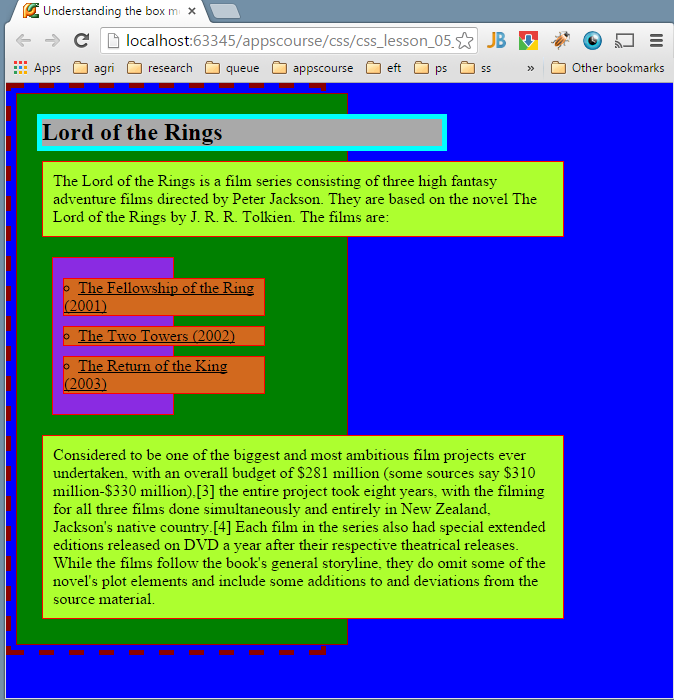 Understanding the box m
localhost:63345/appscourse/css/css_lesson_05
JB
Apps agri research queue appscourse eft ps ss » Other bookmarks
Lord of the Rings
The Lord of the Rings is a film series consisting of three high fantasy
adventure films directed by Peter Jackson. They are based on the novel The
Lord of the Rings by J. R. R. Tolkien. The films are:
The Fellowship of the Ring
(2001)
The Two Towers (2002)
The Return of the King
(2003)
Considered to be one of the biggest and most ambitious film projects ever
undertaken, with an overall budget of $281 million (some sources say $310
million-$330 million),[3] the entire project took eight years, with the filming
for all three films done simultaneously and entirely in New Zealand,
Jackson's native country.[4] Each film in the series also had special extended
editions released on DVD a year after their respective theatrical releases.
While the films follow the book's general storyline, they do omit some of the
novel's plot elements and include some additions to and deviations from the
source material.